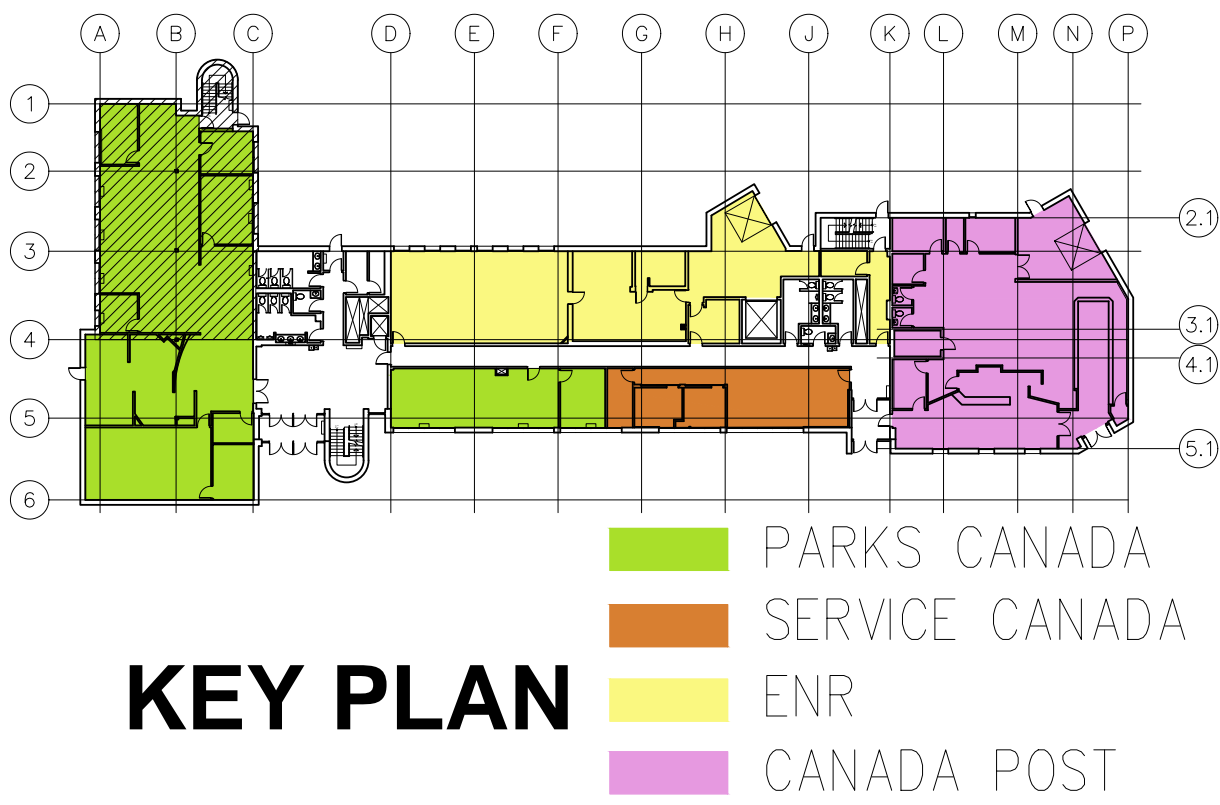 A B C D E F G H J K L M N P
1
2
2.1
3
3.1
4
4.1
5
5.1
6
PARKS CANADA
SERVICE CANADA
KEY PLAN
ENR
CANADA POST